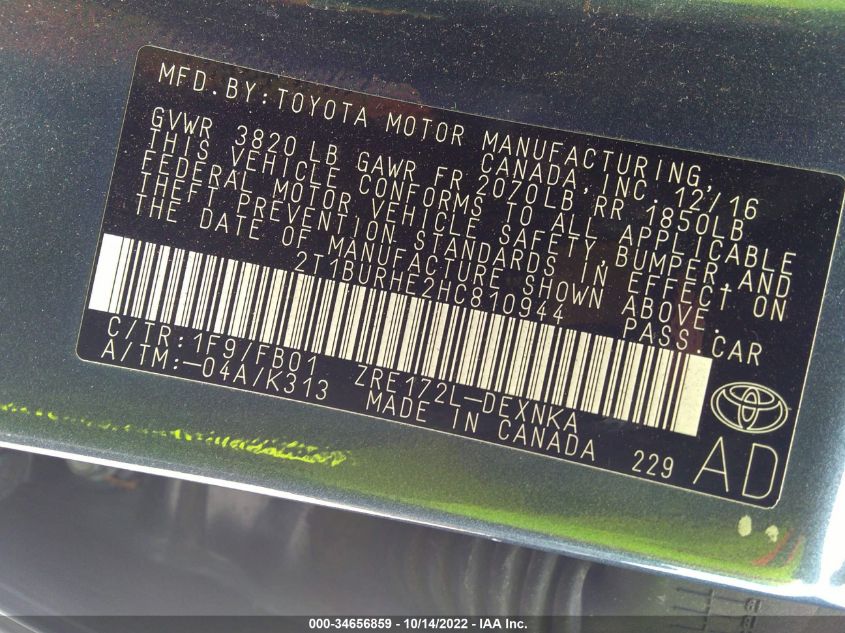 MFD.BY:TOYOTA MOTOR MANUFACTURING,
CANADA,INC. 12/16
GVWR 3820 LB GAWR FR 2070LB RR 1850LB
THIS VEHICLE CONFORMS TO ALL APPLICABLE
FEDERAL MOTOR VEHICLE SAFETY,BUMPER,AND
THEFT PREVENTION STANDARDS IN EFFECT ON
THE DATE OF MANUFACTURE SHOWN ABOVE.
2T1BURHE2HC810944 PASS.CAR
C/TR:1F9/FB01 ZRE172L-DEXNKA
A/TM:-04A/K313 MADE IN CANADA 229
AD
000-34656859 - 10/14/2022 - IAA Inc.